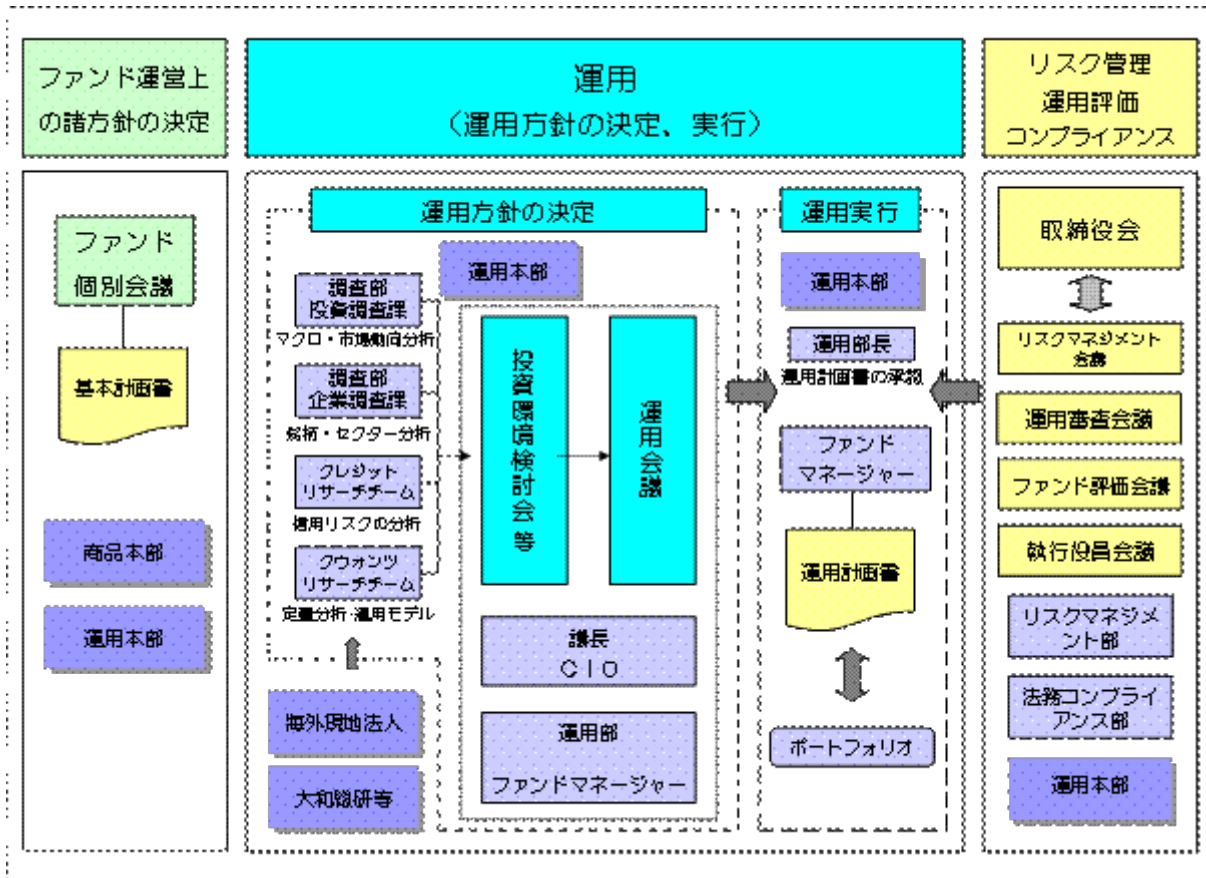 ファンド運営上
の諸方針の決定
運用
（運用方針の決定、実行）
リスク管理
運用評価
コンプライアンス
ファンド
個別会議
基本計画書
商品本部
運用本部
運用方針の決定
運用本部
調査部
投資調査課
マクロ・市場動向分析
調査部
企業調査課
銘柄・セクター分析
クレジット
リサーチチーム
信用リスクの分析
クウォンツ
リサーチチーム
定量分析・運用モデル
海外現地法人
大和総研等
投資環境検討会等
運用会議
議長
ＣＩＯ
運用部
ファンドマネージャー
運用実行
運用本部
運用部長
運用計画書の承認
ファンド
マネージャー
運用計画書
ポートフォリオ
取締役会
リスクマネジメント
会議
運用審査会議
ファンド評価会議
執行役員会議
リスクマネジメ
ント部
法務コンプライ
アンス部
運用本部